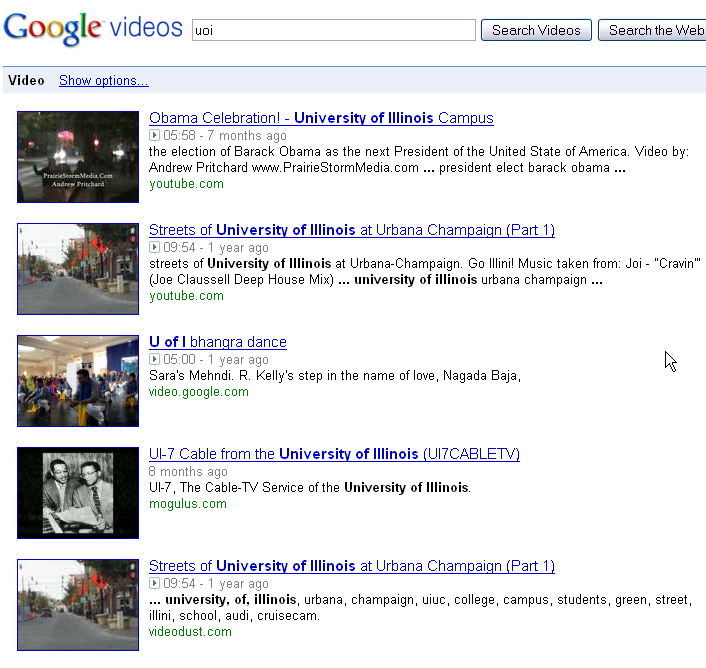 Google videos uoi Search Videos Search the Web
Video Show options...
Obama Celebration! - University of Illinois Campus
05:58 - 7 months ago
the election of Barack Obama as the next President of the United State of America. Video by:
Andrew Pritchard www.PrairieStormMedia.com ... president elect barack obama ...
youtube.com
PrairieStormMedia.Com
Andrew Pritchard
Streets of University of Illinois at Urbana Champaign (Part 1)
09:54 - 1 year ago
streets of University of Illinois at Urbana-Champaign. Go Illini! Music taken from: Joi - "Cravin'"
(Joe Claussell Deep House Mix) ... university of illinois urbana champaign ...
youtube.com
U of I bhangra dance
05:00 - 1 year ago
Sara's Mehndi. R. Kelly's step in the name of love, Nagada Baja,
video.google.com
UI-7 Cable from the University of Illinois (UI7CABLETV)
8 months ago
UI-7, The Cable-TV Service of the University of Illinois.
mogulus.com
Streets of University of Illinois at Urbana Champaign (Part 1)
09:54 - 1 year ago
... university, of, illinois, urbana, champaign, uiuc, college, campus, students, green, street,
illini, school, audi, cruisecam.
videodust.com